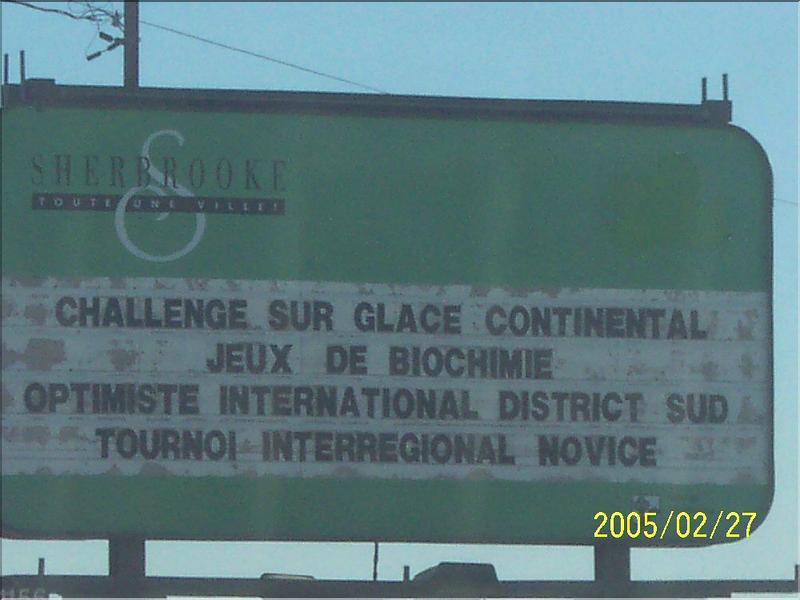 SHERBROOKE
TOUTE UNE VILLE!
CHALLENGE SUR GLACE CONTINENTAL
JEUX DE BIOCHIMIE
OPTIMISTE INTERNATIONAL DISTRICT SUD
TOURNOI INTERREGIONAL NOVICE
2005/02/27